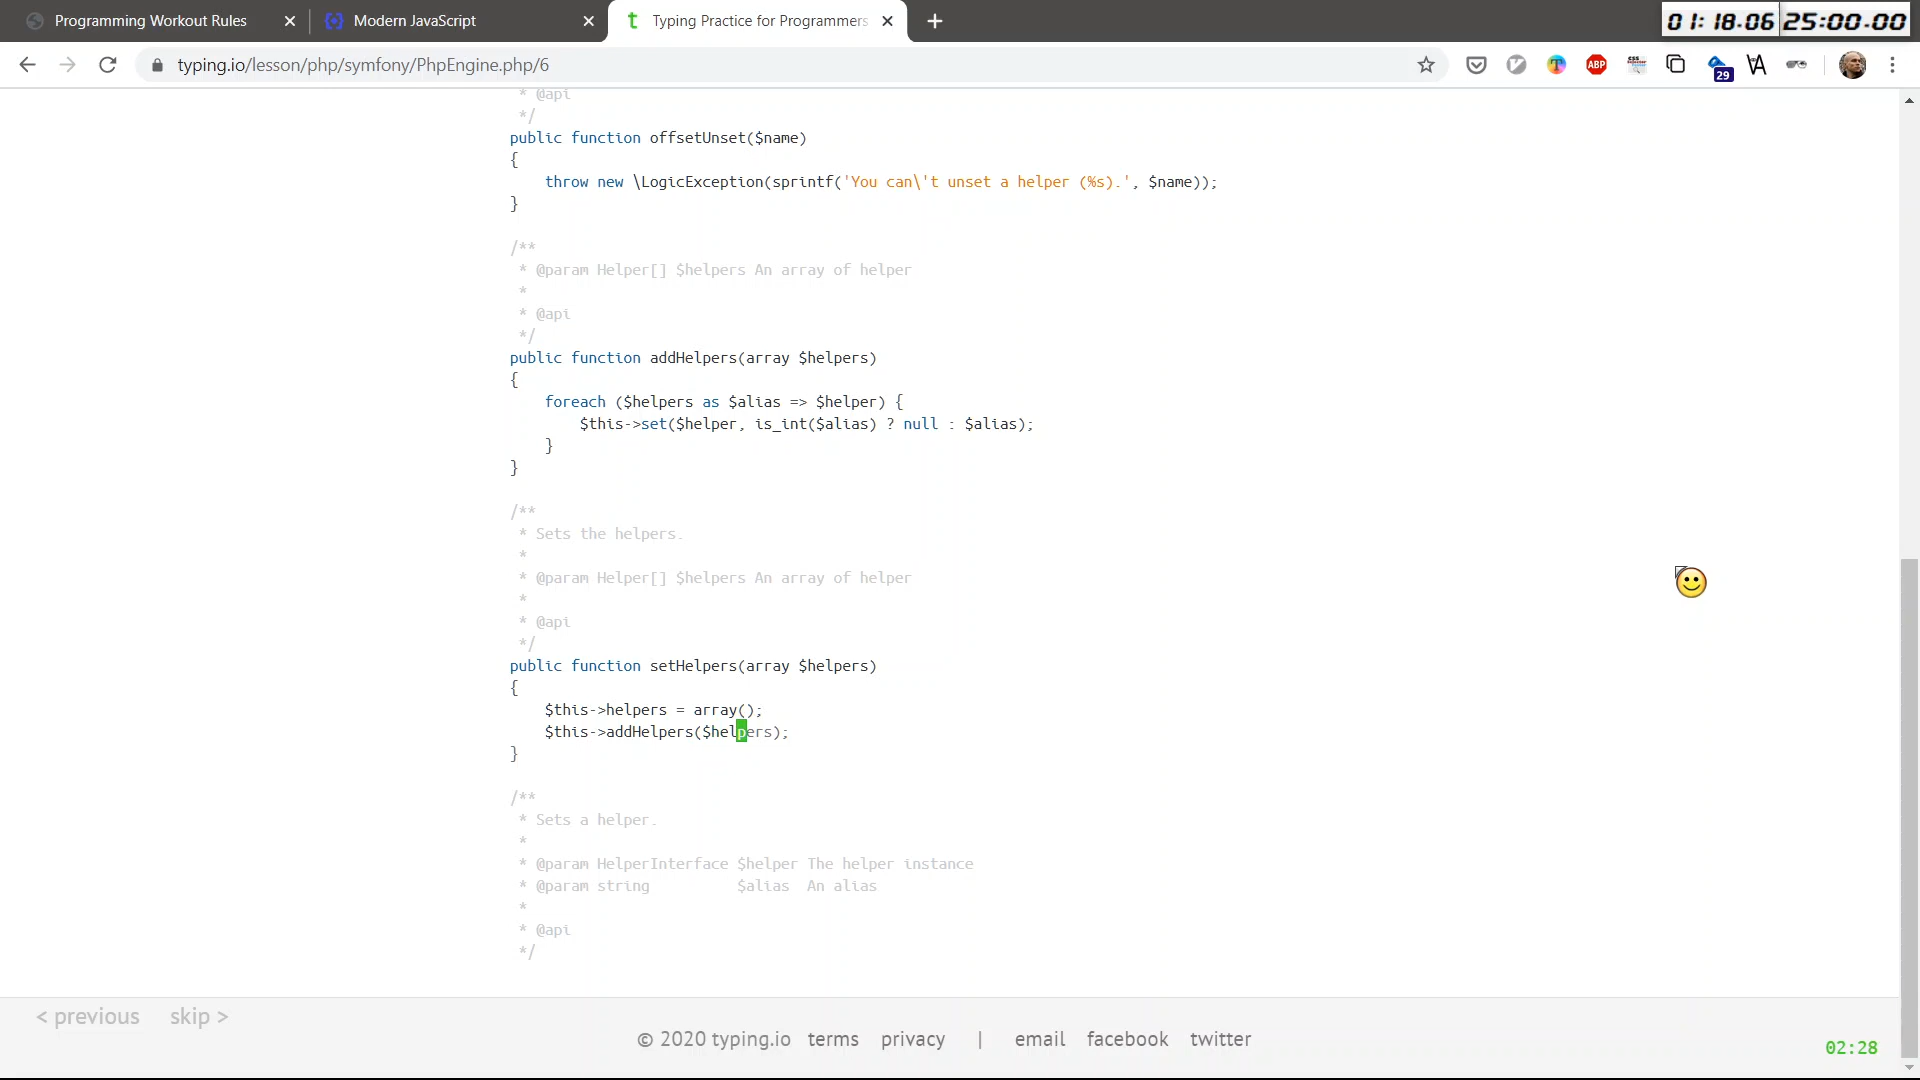 Programming Workout Rules
Modern JavaScript
Typing Practice for Programmers
01:18.06 25:00.00
typing.io/lesson/php/symfony/PhpEngine.php/6
ABP
CSS
29
* @api
*/
public function offsetUnset($name)
{
throw new \LogicException(sprintf('You can\'t unset a helper (%s).', $name));
}
/**
* @param Helper[] $helpers An array of helper
*
* @api
*/
public function addHelpers(array $helpers)
{
foreach ($helpers as $alias => $helper) {
$this->set($helper, is_int($alias) ? null : $alias);
}
}
/**
* Sets the helpers.
*
* @param Helper[] $helpers An array of helper
*
* @api
*/
public function setHelpers(array $helpers)
{
$this->helpers = array();
$this->addHelpers($helpers);
}
/**
* Sets a helper.
*
* @param HelperInterface $helper The helper instance
* @param string $alias An alias
*
* @api
*/
< previous skip >
© 2020 typing.io terms privacy | email facebook twitter
02:28